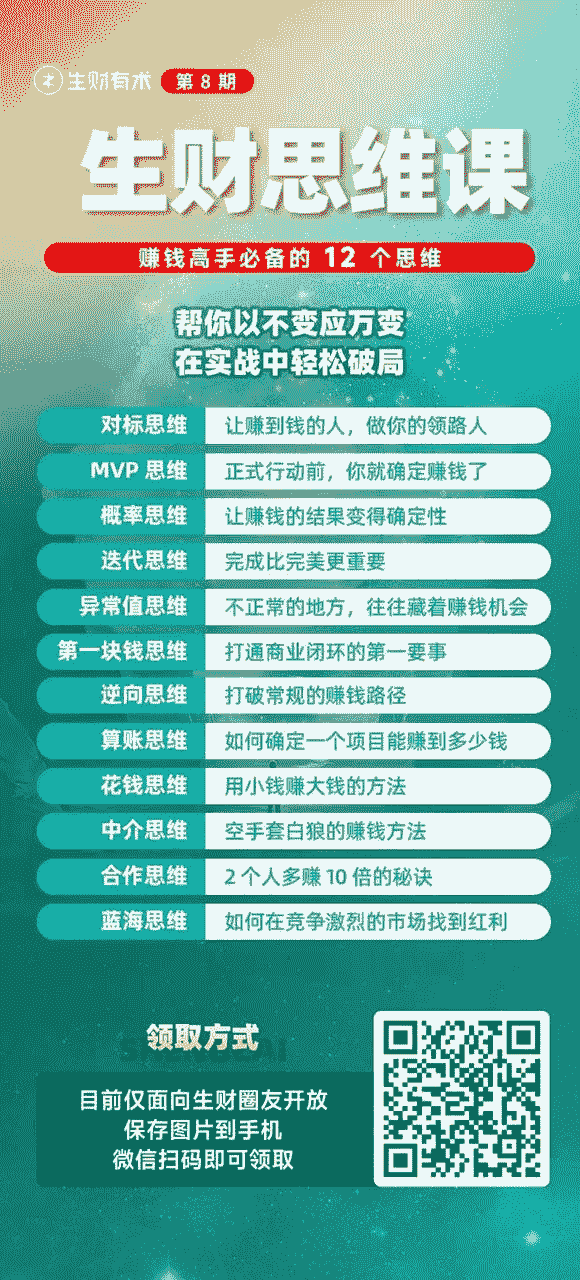 生财有术 第 8 期
生财思维课
赚钱高手必备的 12 个思维
帮你以不变应万变
在实战中轻松破局
对标思维 让赚到钱的人，做你的领路人
MVP 思维 正式行动前，你就确定赚钱了
概率思维 让赚钱的结果变得确定性
迭代思维 完成比完美更重要
异常值思维 不正常的地方，往往藏着赚钱机会
第一块钱思维 打通商业闭环的第一要事
逆向思维 打破常规的赚钱路径
算账思维 如何确定一个项目能赚到多少钱
花钱思维 用小钱赚大钱的方法
中介思维 空手套白狼的赚钱方法
合作思维 2 个人多赚 10 倍的秘诀
蓝海思维 如何在竞争激烈的市场找到红利
领取方式
目前仅面向生财圈友开放
保存图片到手机
微信扫码即可领取